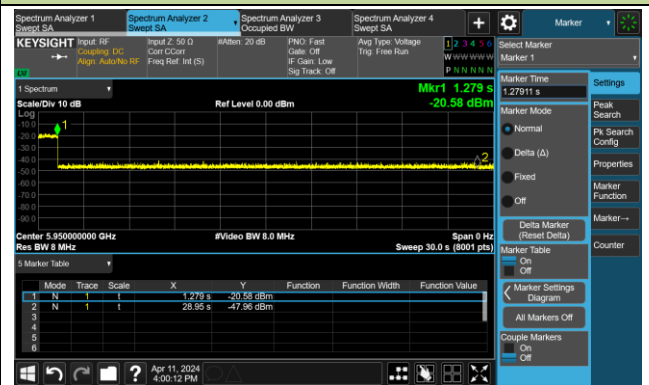 Spectrum Analyzer 1
Swept SA
Spectrum Analyzer 2
Swept SA
Spectrum Analyzer 3
Occupied BW
Spectrum Analyzer 4
Swept SA
+
Marker
KEYSIGHT
Input: RF
Coupling: DC
Align: Auto/No RF
Input Z: 50 Ω
Corr CCorr
Freq Ref: Int (S)
#Atten: 20 dB
PNO: Fast
Gate: Off
IF Gain: Low
Sig Track: Off
Avg Type: Voltage
Trig: Free Run
1 2 3 4 5 6
W W W W W W
P N N N N N
LXI
Select Marker
Marker 1
1 Spectrum
Mkr1 1.279 s
-20.58 dBm
Scale/Div 10 dB
Ref Level 0.00 dBm
Log
-10.0
-20.0
-30.0
-40.0
-50.0
-60.0
-70.0
-80.0
-90.0
1
2
Center 5.950000000 GHz
Res BW 8 MHz
#Video BW 8.0 MHz
Span 0 Hz
Sweep 30.0 s (8001 pts)
5 Marker Table
Mode Trace Scale X Y Function Function Width Function Value
1 N 1 t 1.279 s -20.58 dBm
2 N 1 t 28.95 s -47.96 dBm
3
4
5
6
Marker Time
1.27911 s
Marker Mode
Normal
Delta (Δ)
Fixed
Off
Delta Marker
(Reset Delta)
Marker Table
On
Off
Marker Settings
Diagram
All Markers Off
Couple Markers
On
Off
Settings
Peak
Search
Pk Search
Config
Properties
Marker
Function
Marker→
Counter
?
Apr 11, 2024
4:00:12 PM